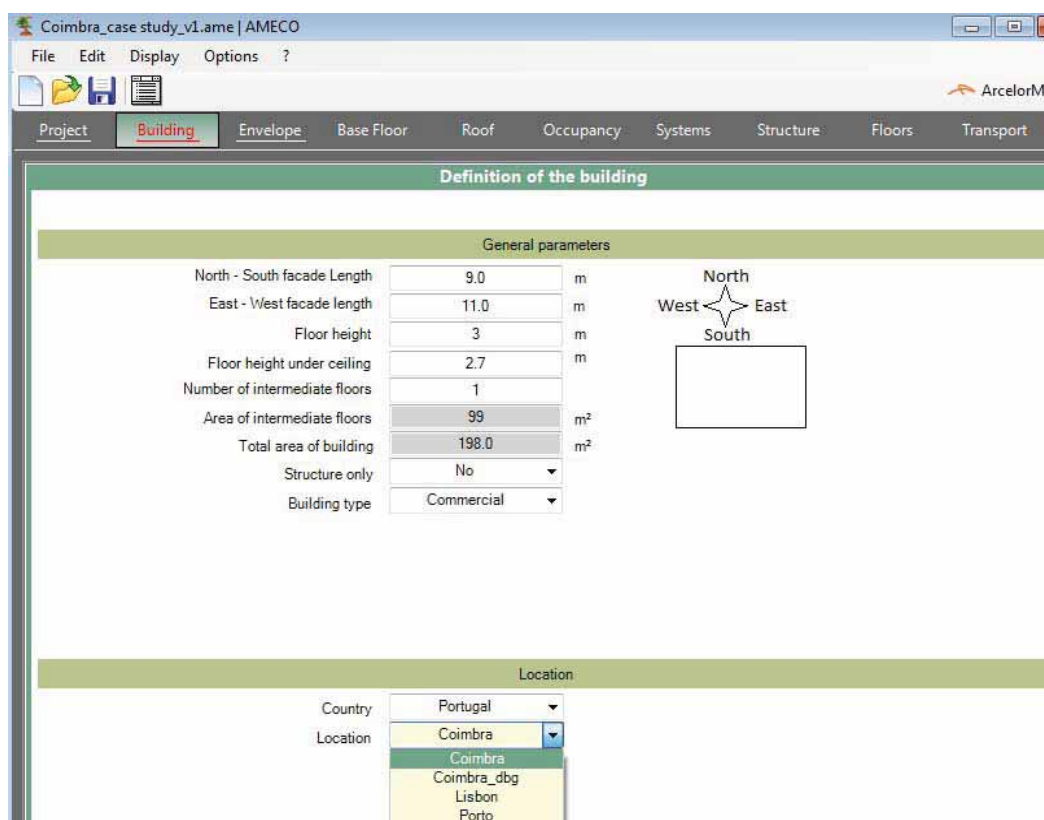 Coimbra_case study_v1.ame | AMECO
File Edit Display Options ?
ArcelorM
Project Building Envelope Base Floor Roof Occupancy Systems Structure Floors Transport
Definition of the building
General parameters
North - South facade Length 9.0 m
East - West facade length 11.0 m
Floor height 3 m
Floor height under ceiling 2.7 m
Number of intermediate floors 1
Area of intermediate floors 99 m²
Total area of building 198.0 m²
Structure only No
Building type Commercial
North
West East
South
Location
Country Portugal
Location Coimbra
Coimbra
Coimbra_dbg
Lisbon
Porto